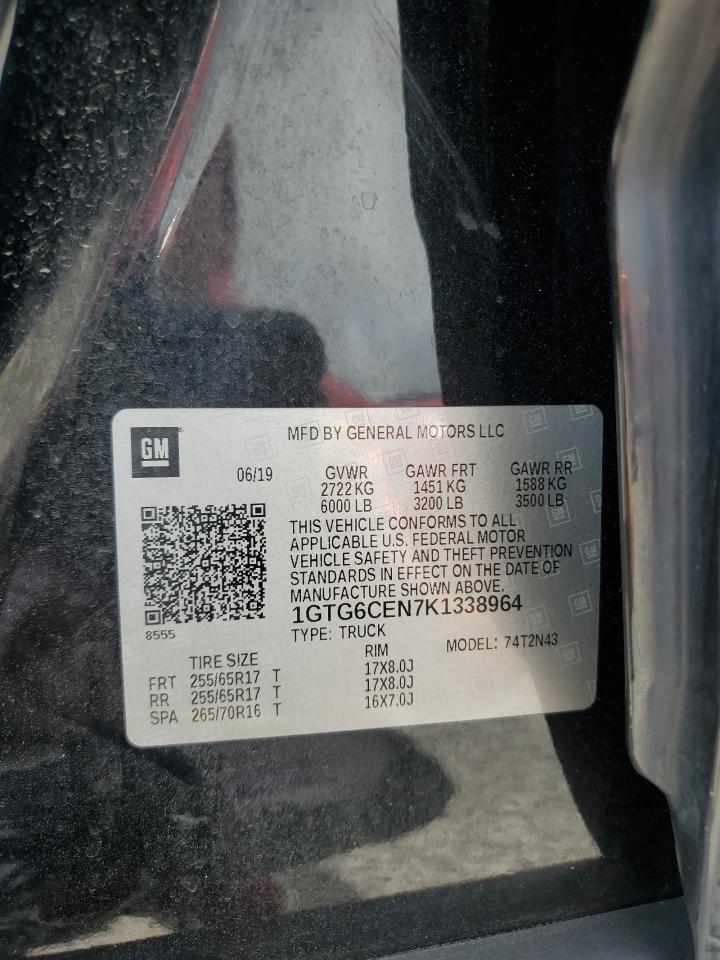 GM
MFD BY GENERAL MOTORS LLC
06/19 GVWR GAWR FRT GAWR RR
2722 KG 1451 KG 1588 KG
6000 LB 3200 LB 3500 LB
THIS VEHICLE CONFORMS TO ALL
APPLICABLE U.S. FEDERAL MOTOR
VEHICLE SAFETY AND THEFT PREVENTION
STANDARDS IN EFFECT ON THE DATE OF
MANUFACTURE SHOWN ABOVE.
1GTG6CEN7K1338964
8555
TYPE: TRUCK MODEL: 74T2N43
TIRE SIZE RIM
FRT 255/65R17 T 17X8.0J
RR 255/65R17 T 17X8.0J
SPA 265/70R16 T 16X7.0J